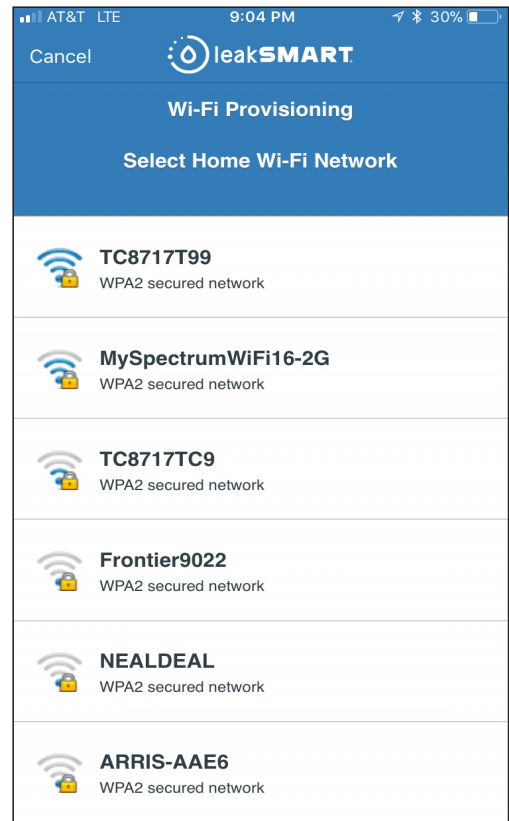 AT&T LTE 9:04 PM 30%
Cancel leakSMART
Wi-Fi Provisioning
Select Home Wi-Fi Network
TC8717T99
WPA2 secured network
MySpectrumWiFi16-2G
WPA2 secured network
TC8717TC9
WPA2 secured network
Frontier9022
WPA2 secured network
NEALDEAL
WPA2 secured network
ARRIS-AAE6
WPA2 secured network